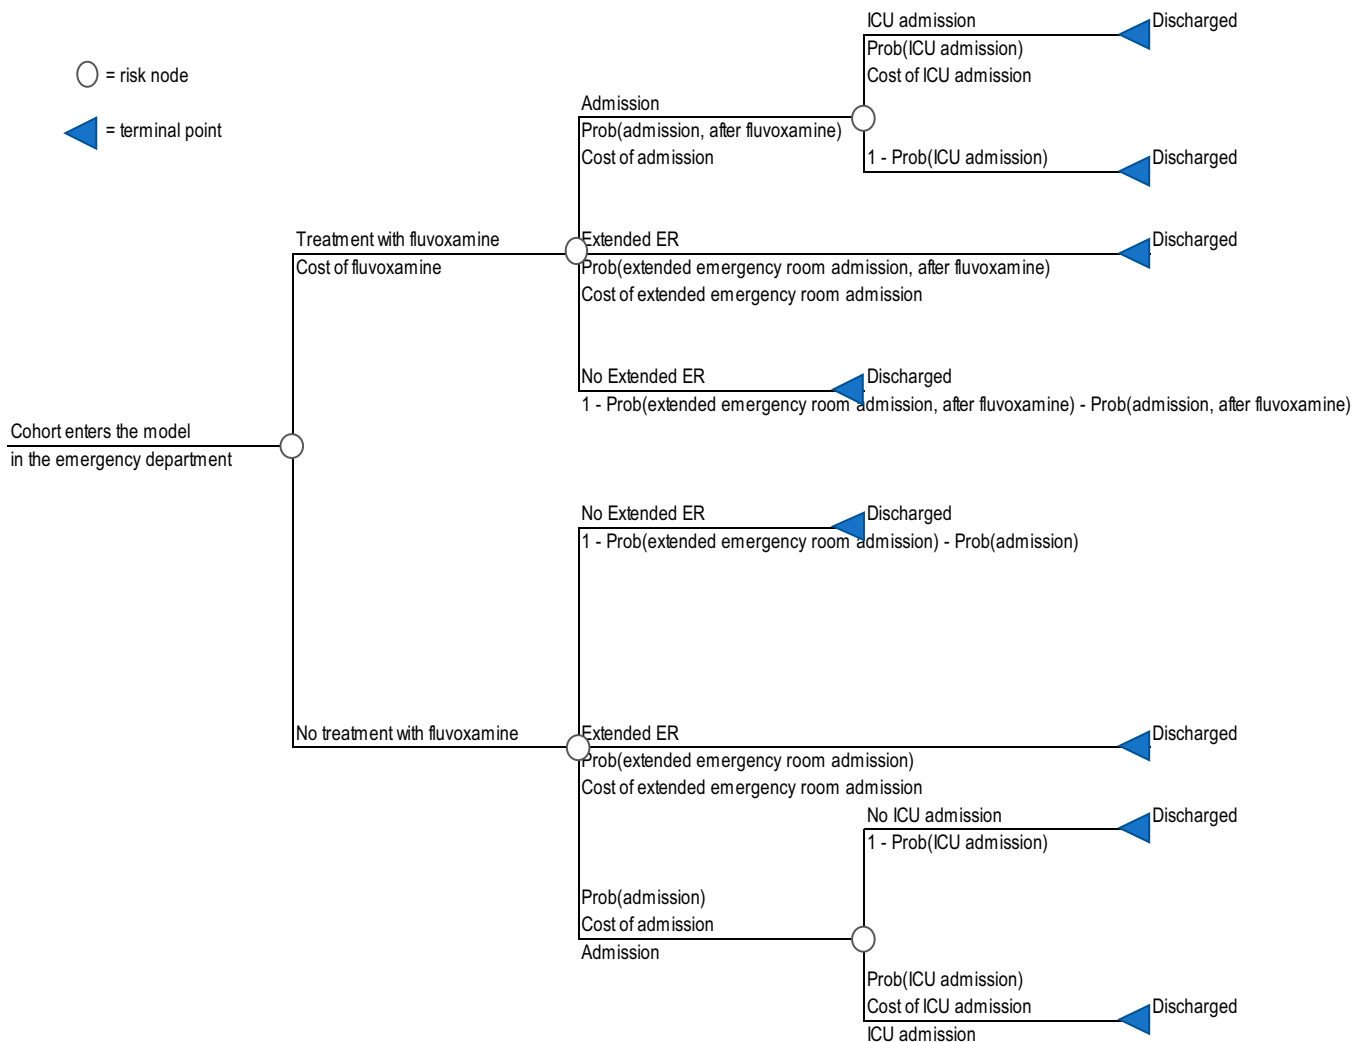 ICU admission
Discharged
Prob(ICU admission)
Cost of ICU admission
= risk node
Admission
= terminal point
Prob(admission, after fluvoxamine)
Cost of admission
1 - Prob(ICU admission)
Discharged
Treatment with fluvoxamine
Cost of fluvoxamine
Extended ER
Discharged
Prob(extended emergency room admission, after fluvoxamine)
Cost of extended emergency room admission
No Extended ER
Discharged
1 - Prob(extended emergency room admission, after fluvoxamine) - Prob(admission, after fluvoxamine)
Cohort enters the model
in the emergency department
No Extended ER
Discharged
1 - Prob(extended emergency room admission) - Prob(admission)
No treatment with fluvoxamine
Extended ER
Discharged
Prob(extended emergency room admission)
Cost of extended emergency room admission
No ICU admission
Discharged
1 - Prob(ICU admission)
Prob(admission)
Cost of admission
Admission
Prob(ICU admission)
Cost of ICU admission
Discharged
ICU admission